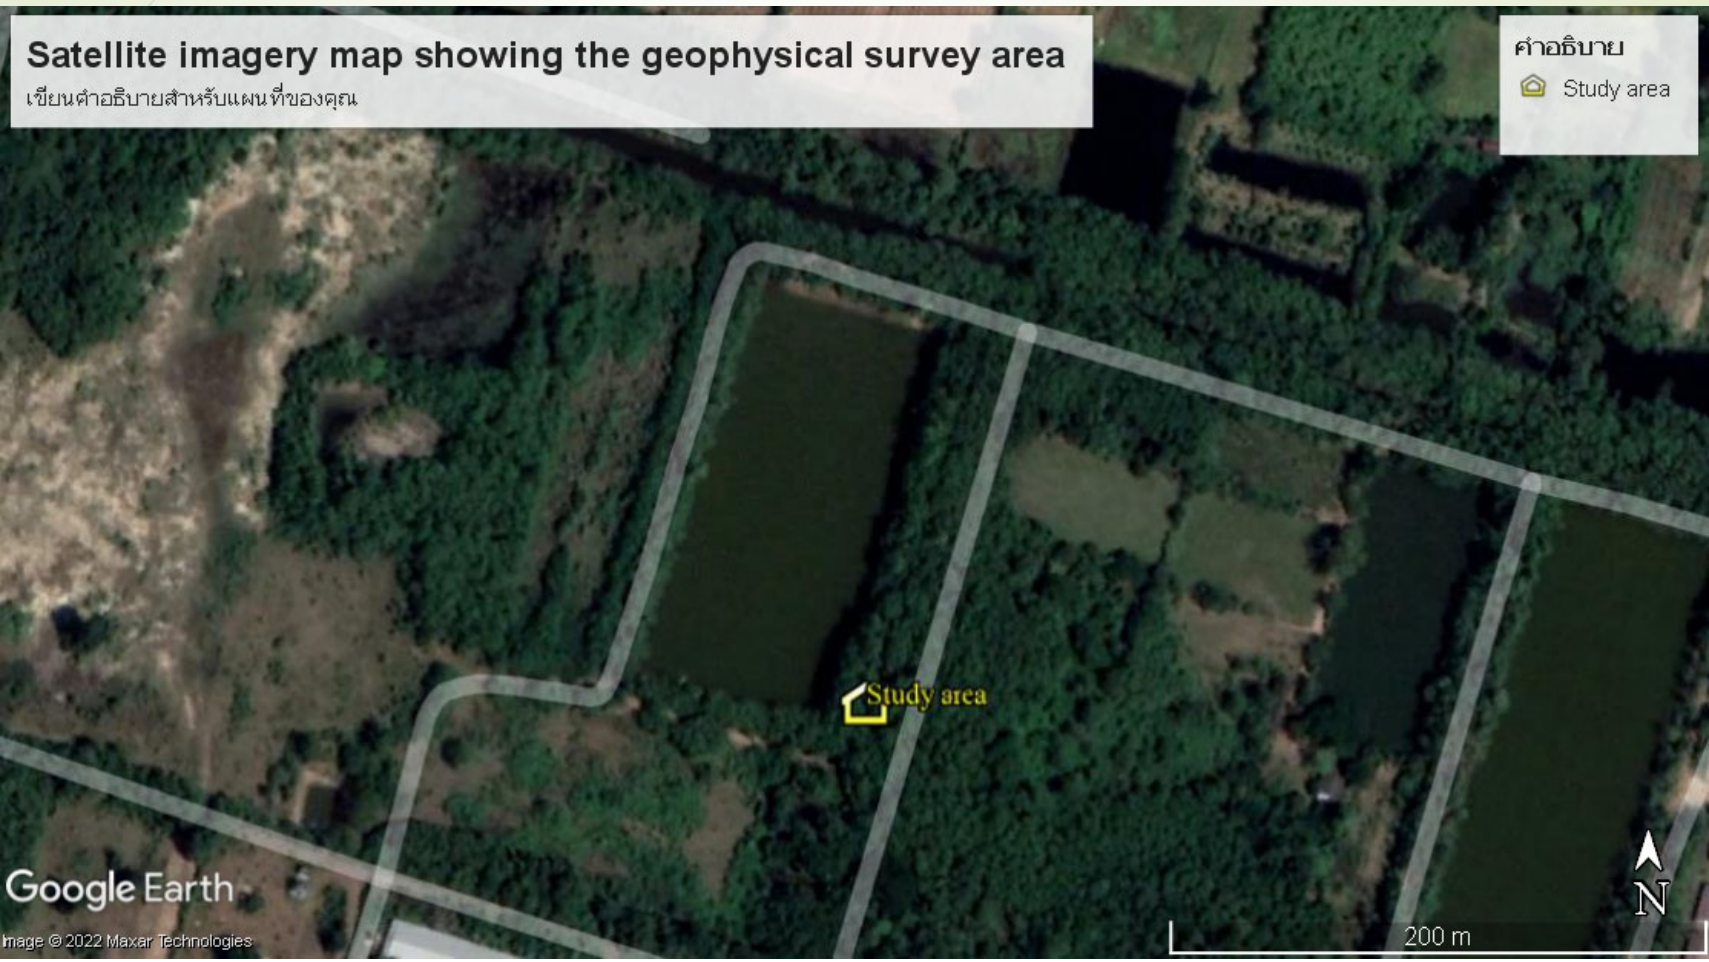 Satellite imagery map showing the geophysical survey area
เขียนคำอธิบายสำหรับแผนที่ของคุณ
คำอธิบาย
Study area
Study area
Google Earth
Image © 2022 Maxar Technologies
N
200 m